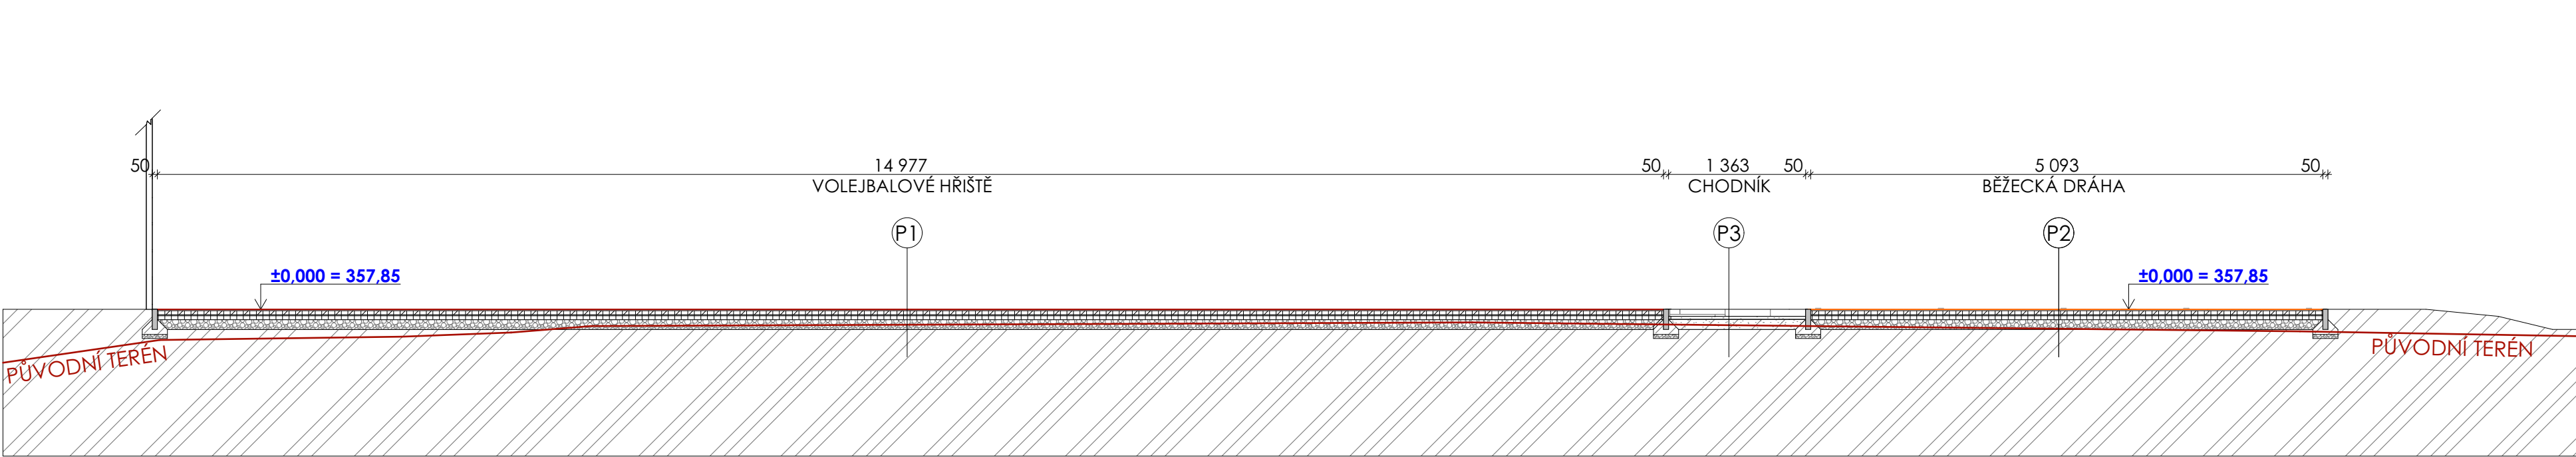 50 14 977 50 1 363 50 5 093 50
VOLEJBALOVÉ HŘIŠTĚ CHODNÍK BĚŽECKÁ DRÁHA
P1 P3 P2
±0,000 = 357,85 ±0,000 = 357,85
PŮVODNÍ TERÉN PŮVODNÍ TERÉN